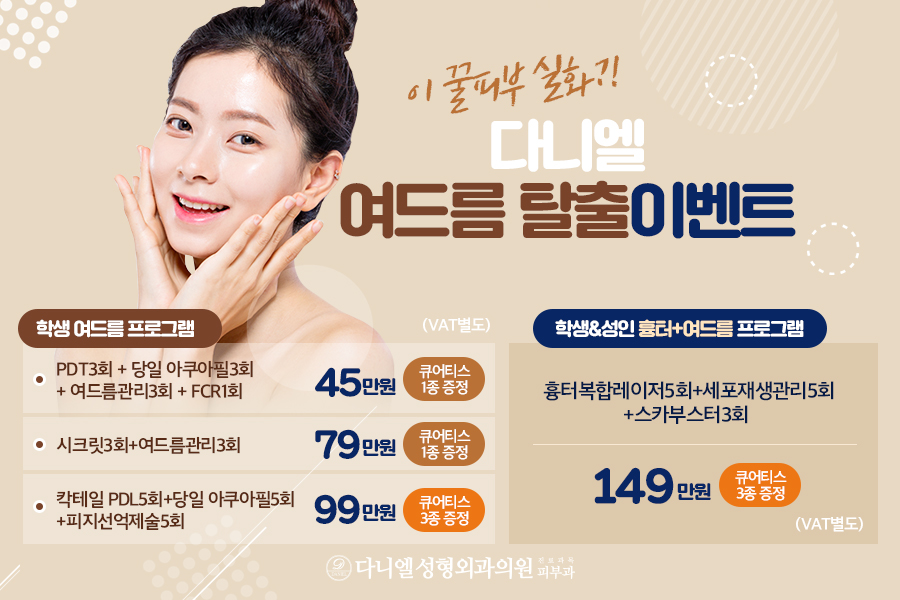 이 꿀피부 실화?!
다니엘
여드름 탈출이벤트
학생 여드름 프로그램
(VAT별도)
PDT3회 + 당일 아쿠아필3회
+ 여드름관리3회 + FCR1회
45만원
큐어티스
1종 증정
시크릿3회+여드름관리3회
79만원
큐어티스
1종 증정
칵테일 PDL5회+당일 아쿠아필5회
+피지선억제술5회
99만원
큐어티스
3종 증정
학생&성인 흉터+여드름 프로그램
흉터복합레이저5회+세포재생관리5회
+스카부스터3회
149만원
큐어티스
3종 증정
(VAT별도)
다니엘성형외과의원
진료과목
피부과